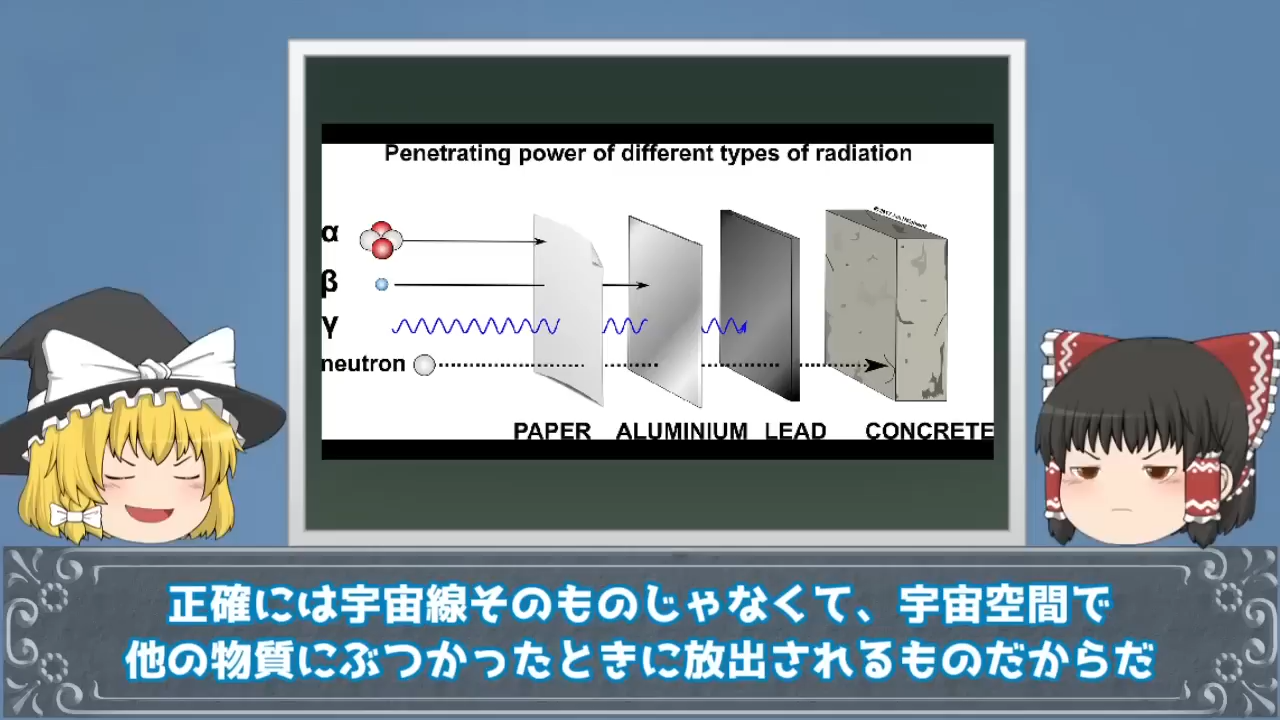 Penetrating power of different types of radiation
α
β
γ
neutron
PAPER ALUMINIUM LEAD CONCRETE
正確には宇宙線そのものじゃなくて、宇宙空間で
他の物質にぶつかったときに放出されるものだからだ